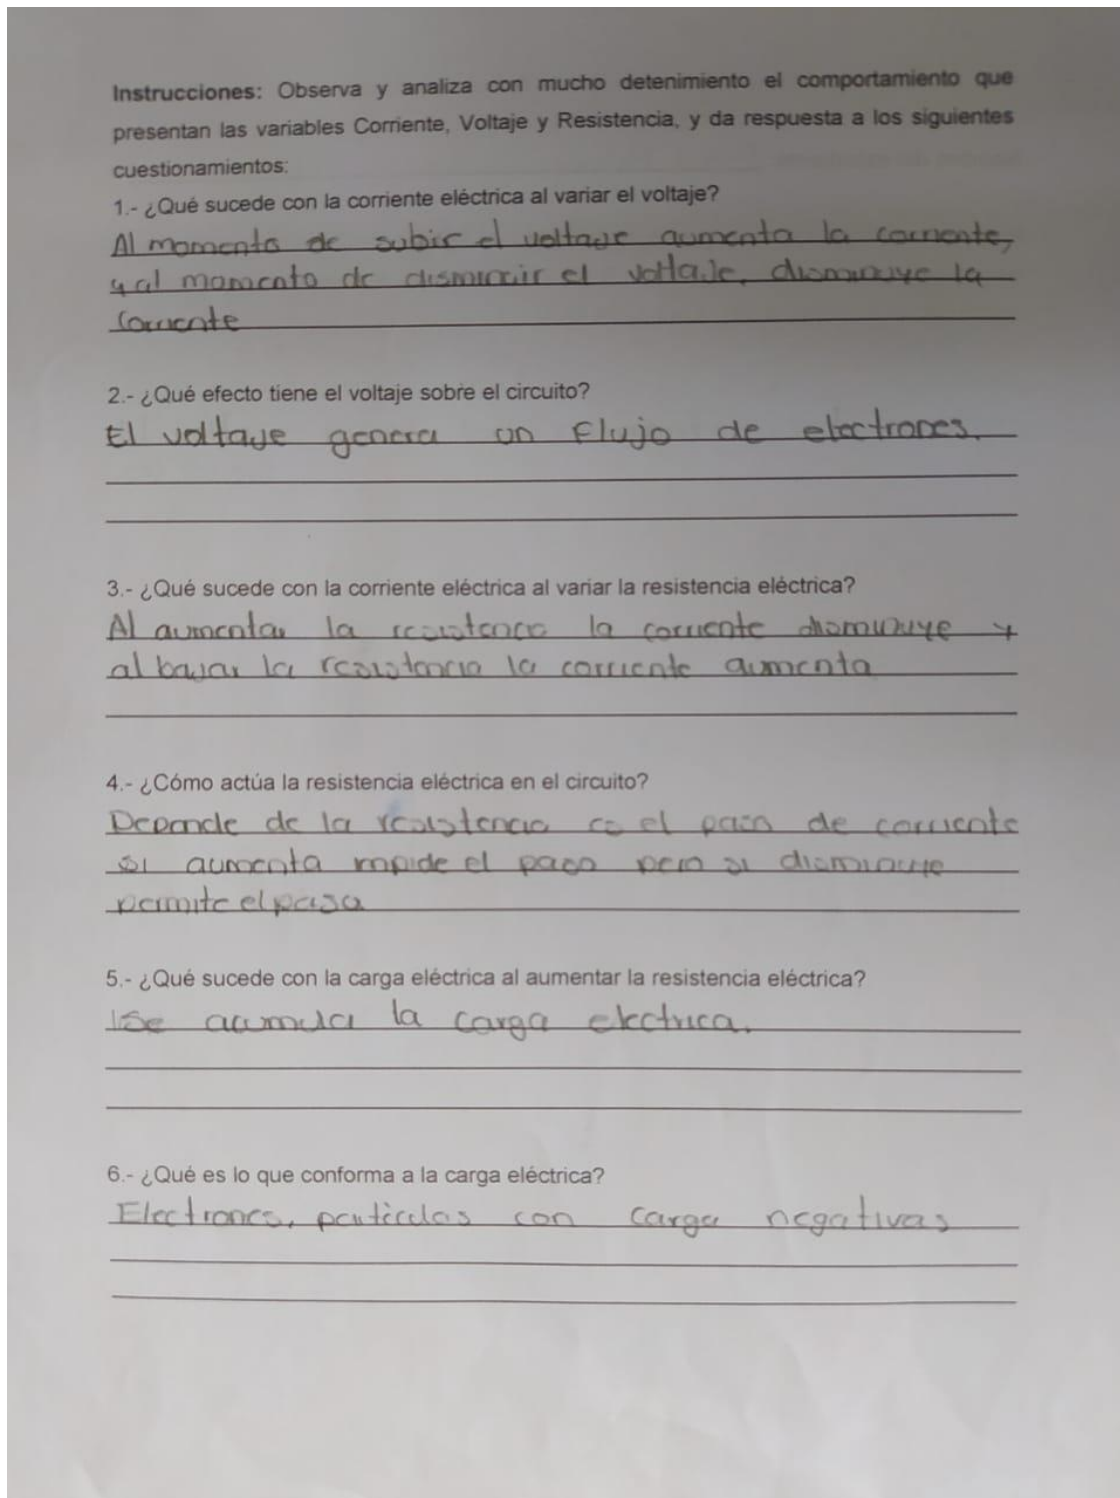 Instrucciones: Observa y analiza con mucho detenimiento el comportamiento que
presentan las variables Corriente, Voltaje y Resistencia, y da respuesta a los siguientes
cuestionamientos:
1.- ¿Qué sucede con la corriente eléctrica al variar el voltaje?
Al momento de subir el voltaje aumenta la corriente,
y al momento de disminuir el voltaje, disminuye la
corriente
2.- ¿Qué efecto tiene el voltaje sobre el circuito?
El voltaje genera un flujo de electrones.
3.- ¿Qué sucede con la corriente eléctrica al variar la resistencia eléctrica?
Al aumentar la resistencia la corriente disminuye y
al bajar la resistencia la corriente aumenta
4.- ¿Cómo actúa la resistencia eléctrica en el circuito?
Depende de la resistencia es el paso de corriente
si aumenta impide el paso pero si disminuye
permite el pasa
5.- ¿Qué sucede con la carga eléctrica al aumentar la resistencia eléctrica?
Se acumula la carga electrica.
6.- ¿Qué es lo que conforma a la carga eléctrica?
Electrones, particulas con carga negativas